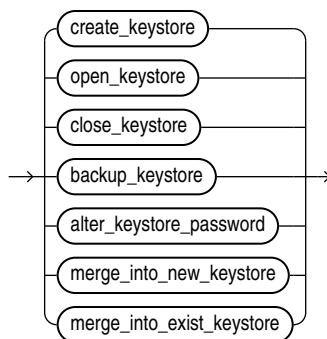 create_keystore
open_keystore
close_keystore
backup_keystore
alter_keystore_password
merge_into_new_keystore
merge_into_exist_keystore